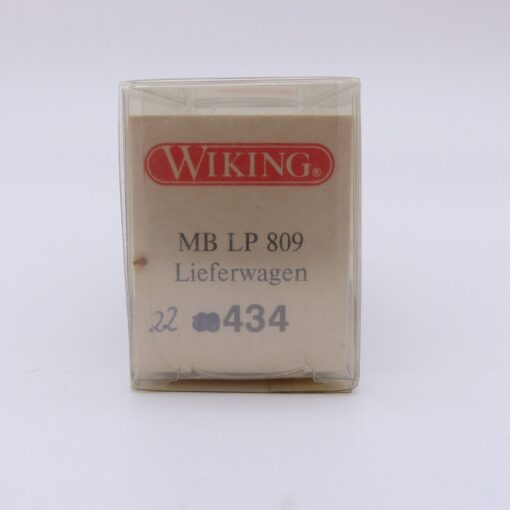 WIKING®
MB LP 809
Lieferwagen
22 434